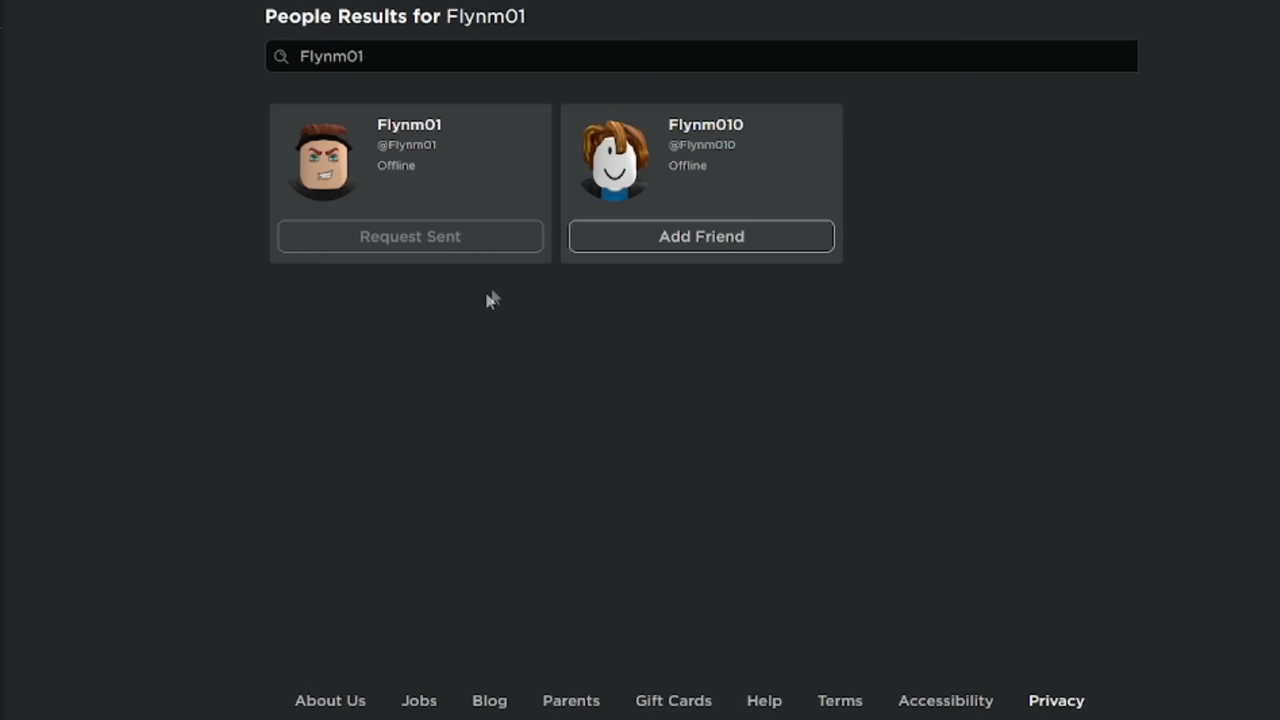 People Results for Flynm01
Flynm01
Flynm01
@Flynm01
Offline
Request Sent
Flynm010
@Flynm010
Offline
Add Friend
About Us Jobs Blog Parents Gift Cards Help Terms Accessibility Privacy